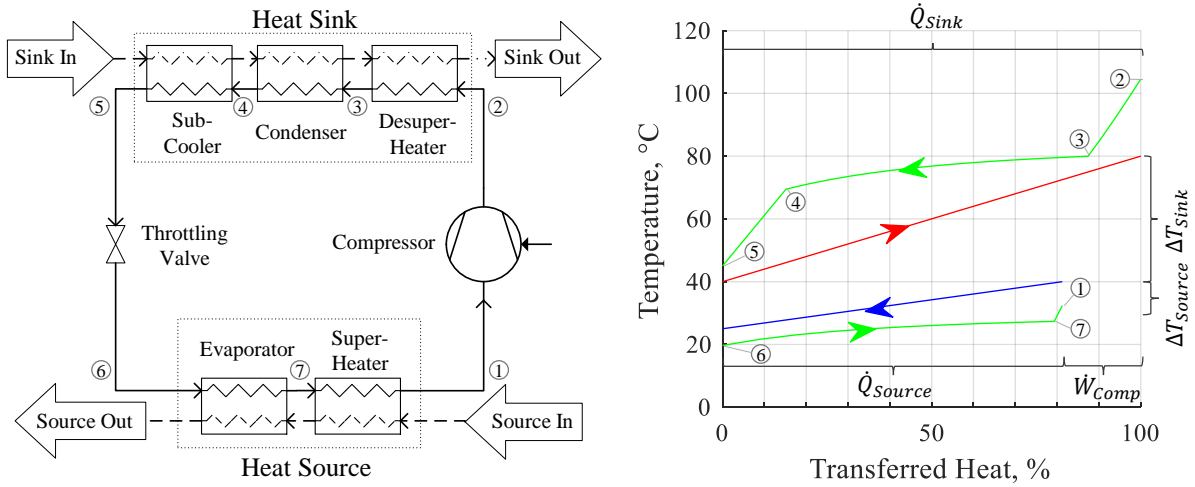 Heat Sink
Sink In
Sink Out
⑤
④
③
②
Sub-
Cooler
Condenser
Desuper-
Heater
Throttling
Valve
Compressor
Evaporator
Super-
Heater
⑥
⑦
①
Source Out
Source In
Heat Source
Q̇Sink
120
100
80
60
40
20
0
Temperature, °C
②
③
④
⑤
①
⑦
⑥
ΔTSink
ΔTSource
Q̇Source
ẆComp
0
50
100
Transferred Heat, %